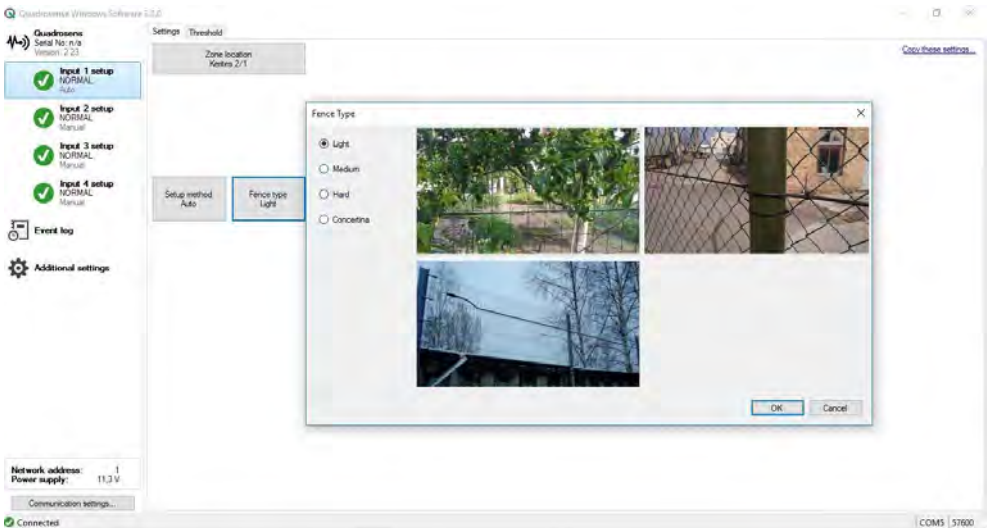 Quadrosense Windows Software
Quadrosens
Serial No: n/a
Version: 2.23
Input 1 setup
NORMAL
Auto
Input 2 setup
NORMAL
Manual
Input 3 setup
NORMAL
Manual
Input 4 setup
NORMAL
Manual
Event log
Additional settings
Network address: 1
Power supply: 11,3 V
Communication settings...
Connected
Settings Threshold
Zone location
2/1
Copy these settings...
Setup method
Auto
Fence type
Light
Fence Type
Light
Medium
Hard
Concertina
OK Cancel
COM5 57600